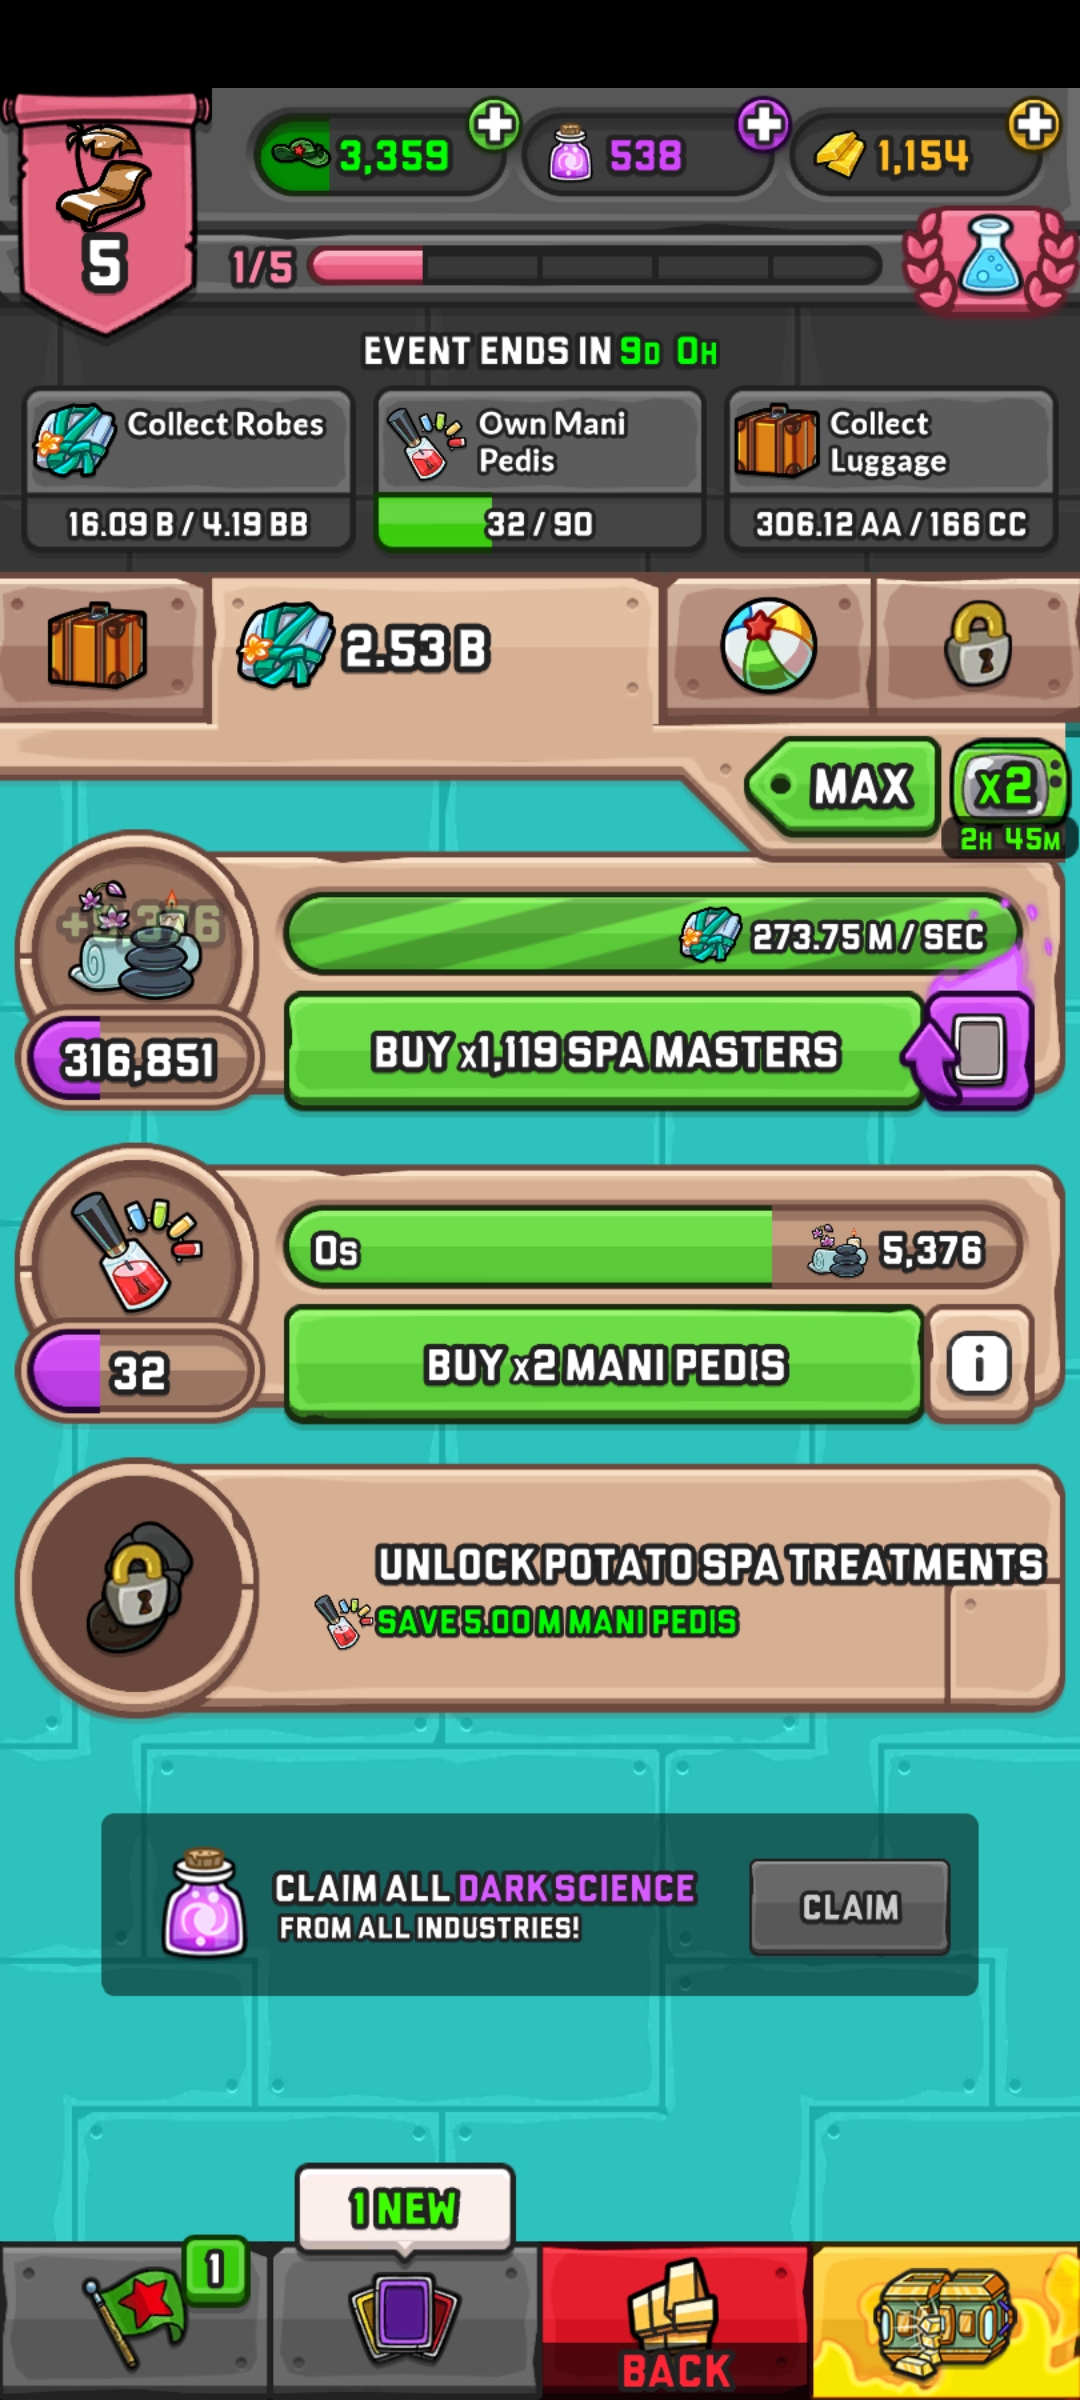 3,359
538
1,154
5
1/5
EVENT ENDS IN 9D 0H
Collect Robes
16.09 B / 4.19 BB
Own Mani
Pedis
32 / 90
Collect
Luggage
306.12 AA / 166 CC
2.53 B
MAX
x2
2H 45M
273.75 M / SEC
316,851
BUY x1,119 SPA MASTERS
0S
5,376
32
BUY x2 MANI PEDIS
i
UNLOCK POTATO SPA TREATMENTS
SAVE 5.00 M MANI PEDIS
CLAIM ALL DARK SCIENCE
FROM ALL INDUSTRIES!
CLAIM
1 NEW
1
BACK